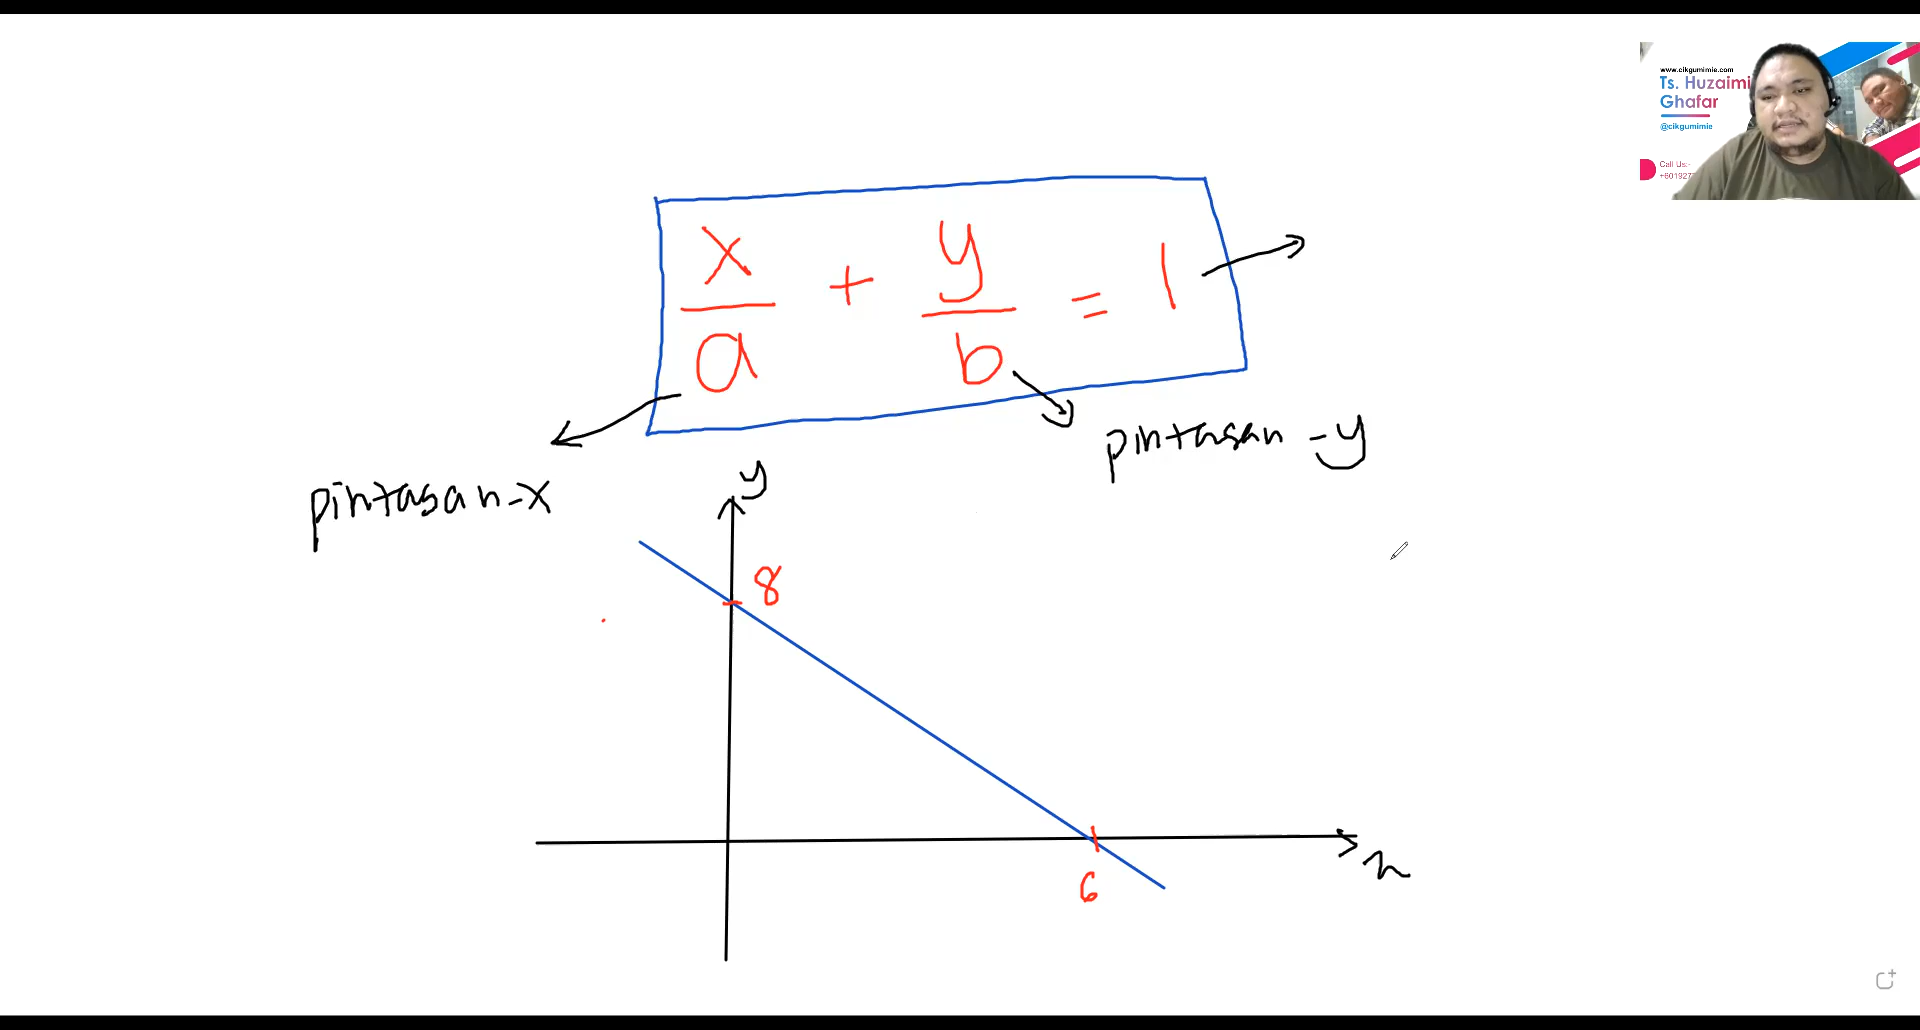 www.cikgumimie.com
Ts. Huzaimi
Ghafar
@cikgumimie
Call Us:-
x/a + y/b = 1
pintasan-y
pintasan-x
y
8
x
6